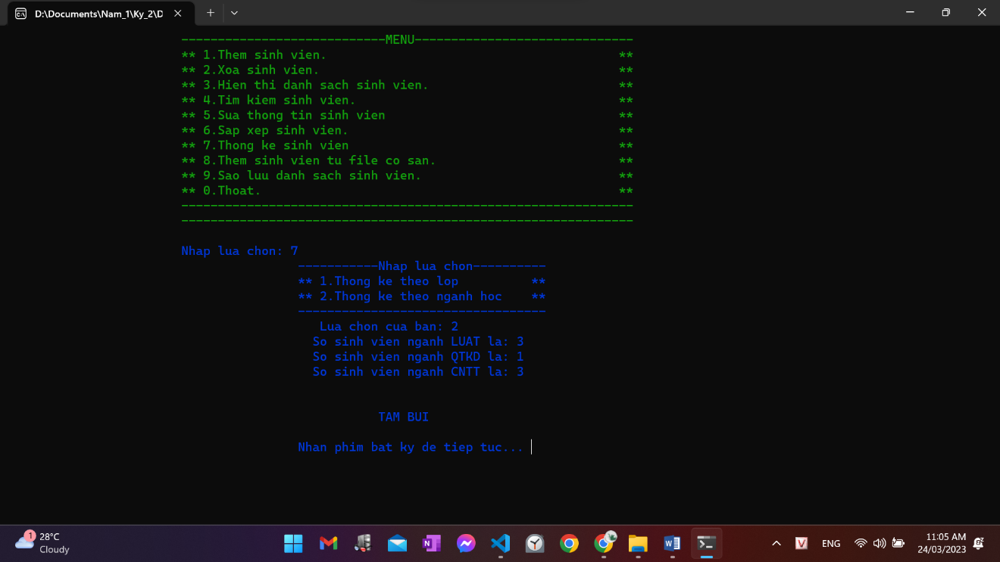 D:\Documents\Nam_1\Ky_2\D
---------------------------MENU-----------------------------
** 1.Them sinh vien. **
** 2.Xoa sinh vien. **
** 3.Hien thi danh sach sinh vien. **
** 4.Tim kiem sinh vien. **
** 5.Sua thong tin sinh vien **
** 6.Sap xep sinh vien. **
** 7.Thong ke sinh vien **
** 8.Them sinh vien tu file co san. **
** 9.Sao luu danh sach sinh vien. **
** 0.Thoat. **
Nhap lua chon: 7
-----------Nhap lua chon----------
** 1.Thong ke theo lop **
** 2.Thong ke theo nganh hoc **
Lua chon cua ban: 2
So sinh vien nganh LUAT la: 3
So sinh vien nganh QTKD la: 1
So sinh vien nganh CNTT la: 3
TAM BUI
Nhan phim bat ky de tiep tuc...
1
28°C
Cloudy
ENG
11:05 AM
24/03/2023